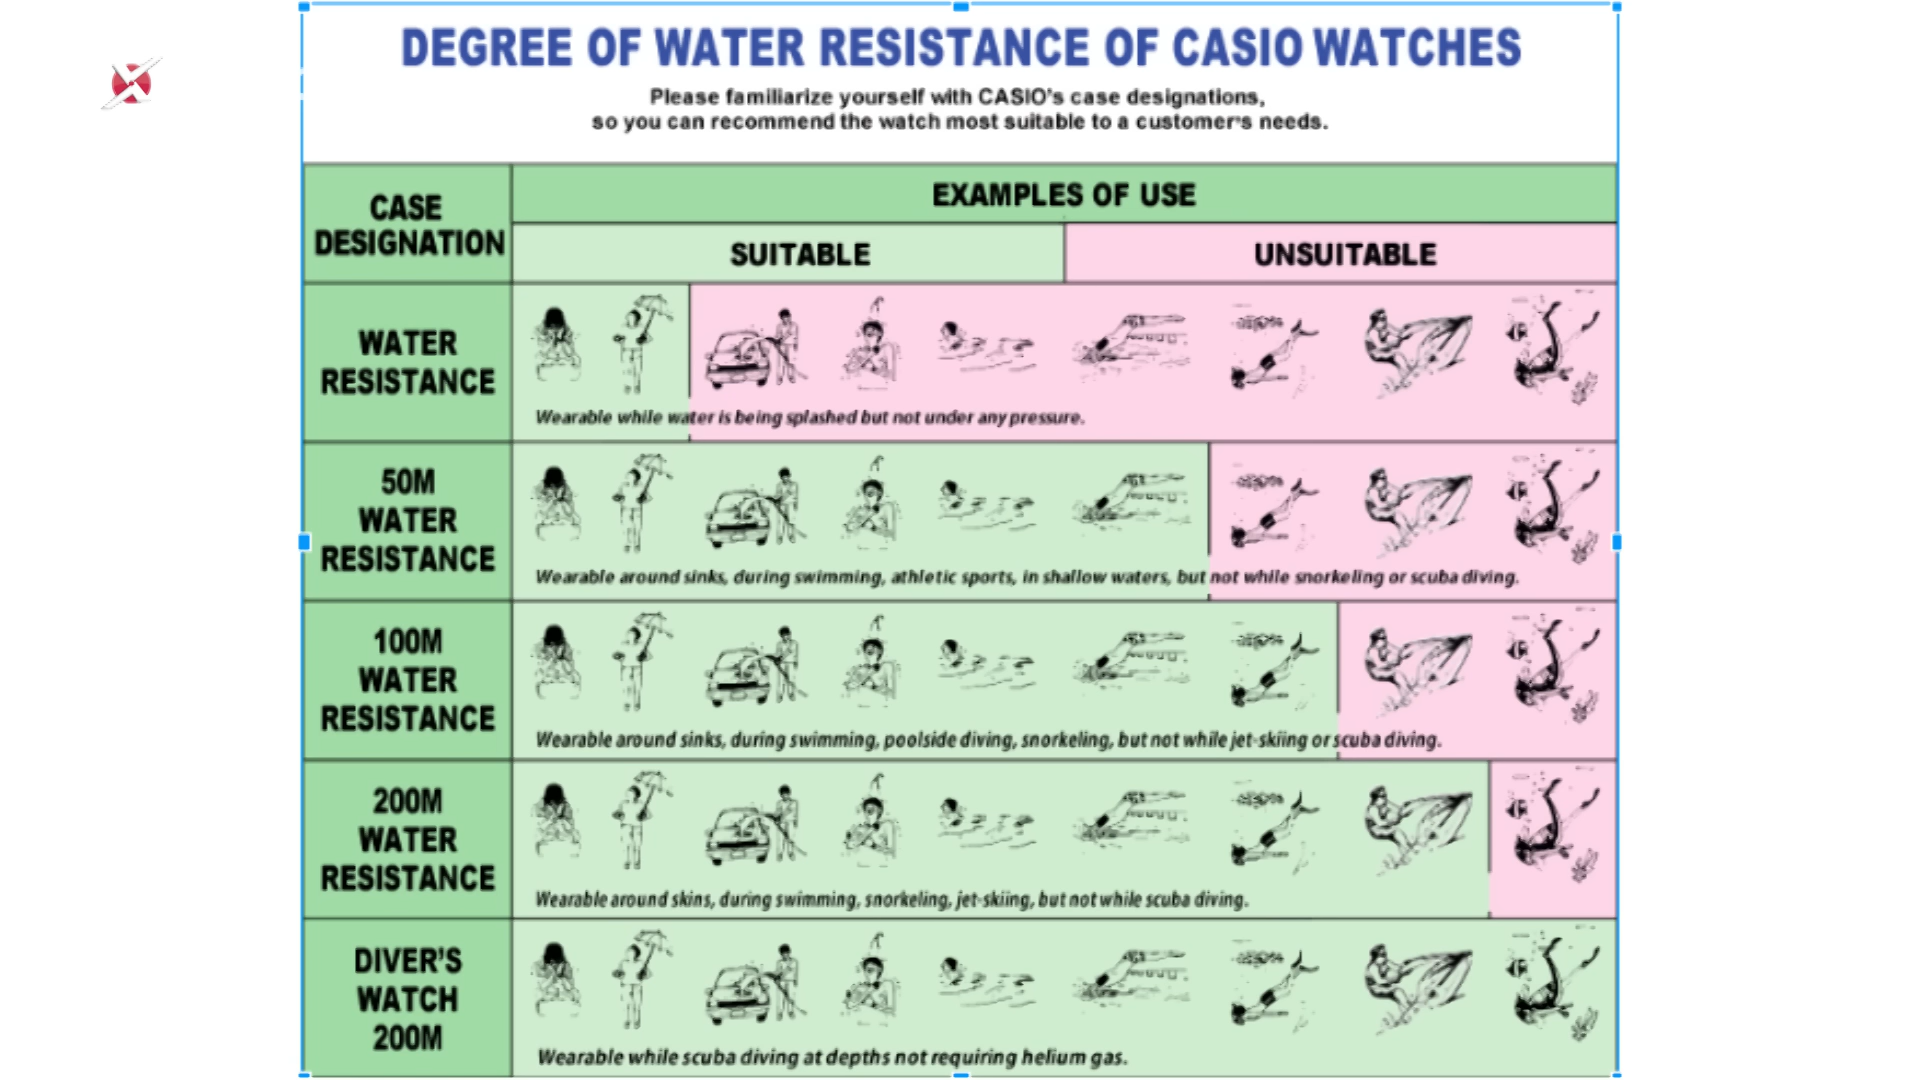 DEGREE OF WATER RESISTANCE OF CASIO WATCHES
Please familiarize yourself with CASIO's case designations,
so you can recommend the watch most suitable to a customer's needs.
CASE
DESIGNATION
EXAMPLES OF USE
SUITABLE
UNSUITABLE
WATER
RESISTANCE
Wearable while water is being splashed but not under any pressure.
50M
WATER
RESISTANCE
Wearable around sinks, during swimming, athletic sports, in shallow waters, but not while snorkeling or scuba diving.
100M
WATER
RESISTANCE
Wearable around sinks, during swimming, poolside diving, snorkeling, but not while jet-skiing or scuba diving.
200M
WATER
RESISTANCE
Wearable around skins, during swimming, snorkeling, jet-skiing, but not while scuba diving.
DIVER'S
WATCH
200M
Wearable while scuba diving at depths not requiring helium gas.